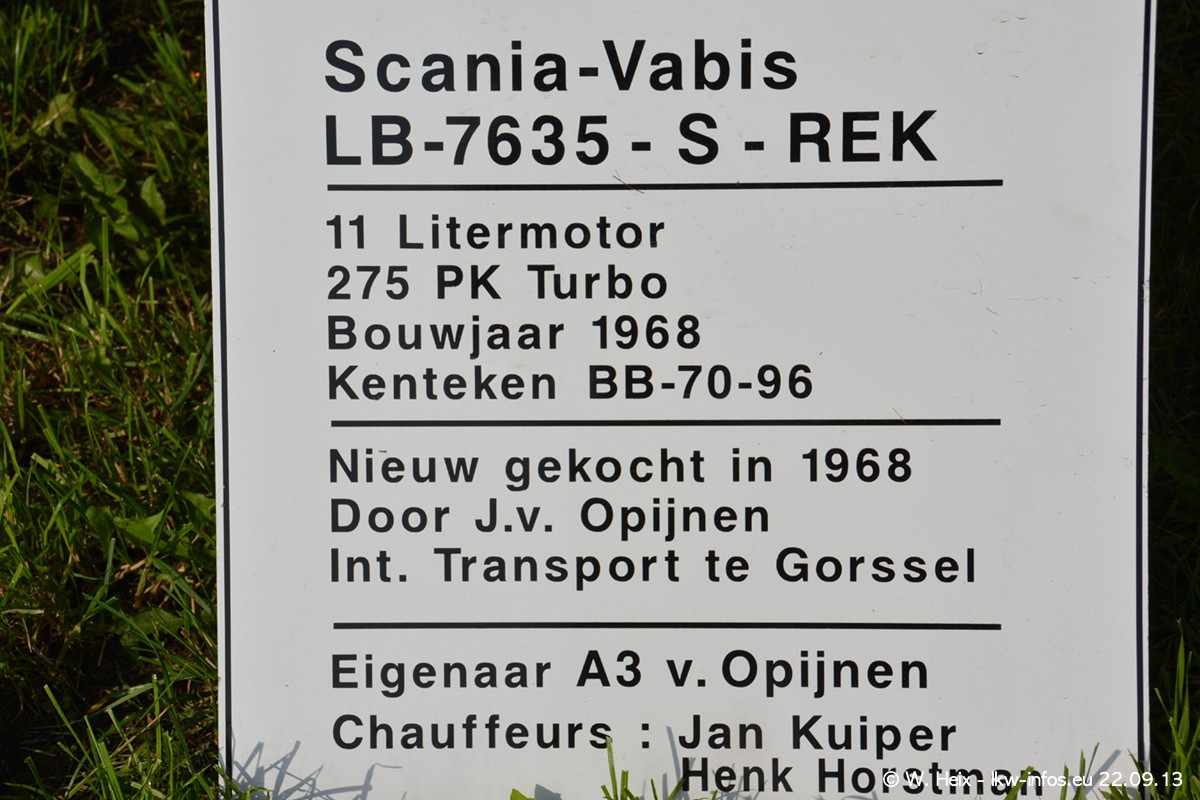 Scania-Vabis
LB-7635 - S - REK
11 Litermotor
275 PK Turbo
Bouwjaar 1968
Kenteken BB-70-96
Nieuw gekocht in 1968
Door J.v. Opijnen
Int. Transport te Gorssel
Eigenaar A3 v. Opijnen
Chauffeurs : Jan Kuiper
Henk Horstman
© W. Heix - lkw-infos.eu 22.09.13